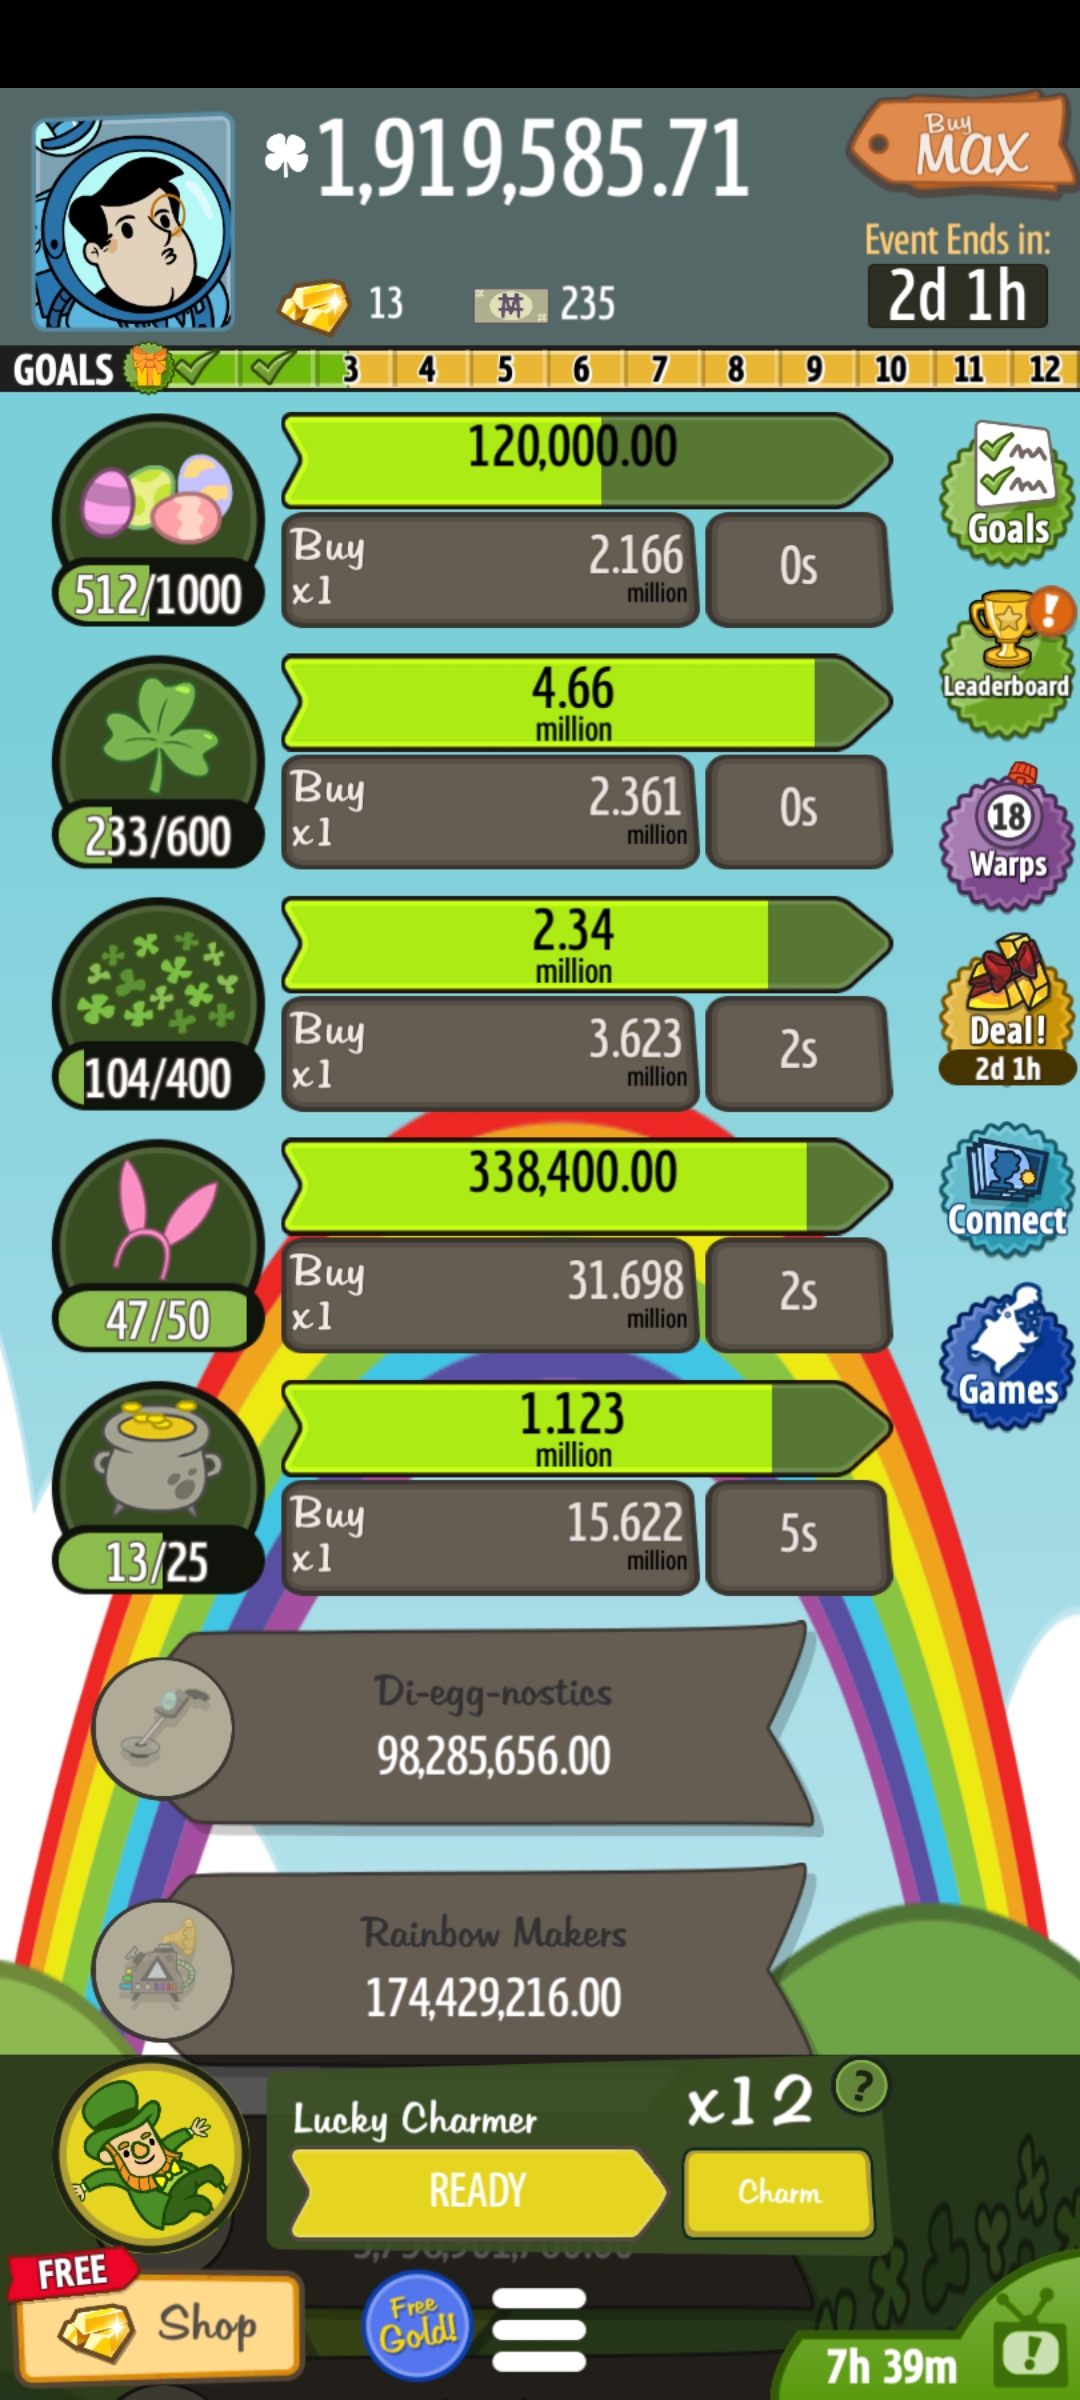 1,919,585.71
Buy
MAX
Event Ends in:
2d 1h
13
235
GOALS
3 4 5 6 7 8 9 10 11 12
120,000.00
Buy
x1
2.166
million
0s
512/1000
Goals
4.66
million
Buy
x1
2.361
million
0s
233/600
Leaderboard
!
18
Warps
2.34
million
Buy
x1
3.623
million
2s
104/400
Deal!
2d 1h
338,400.00
Buy
x1
31.698
million
2s
47/50
Connect
1.123
million
Buy
x1
15.622
million
5s
13/25
Games
Di-egg-nostics
98,285,656.00
Rainbow Makers
174,429,216.00
Lucky Charmer
x12
?
READY
Charm
FREE
Shop
Free
Gold!
7h 39m
!